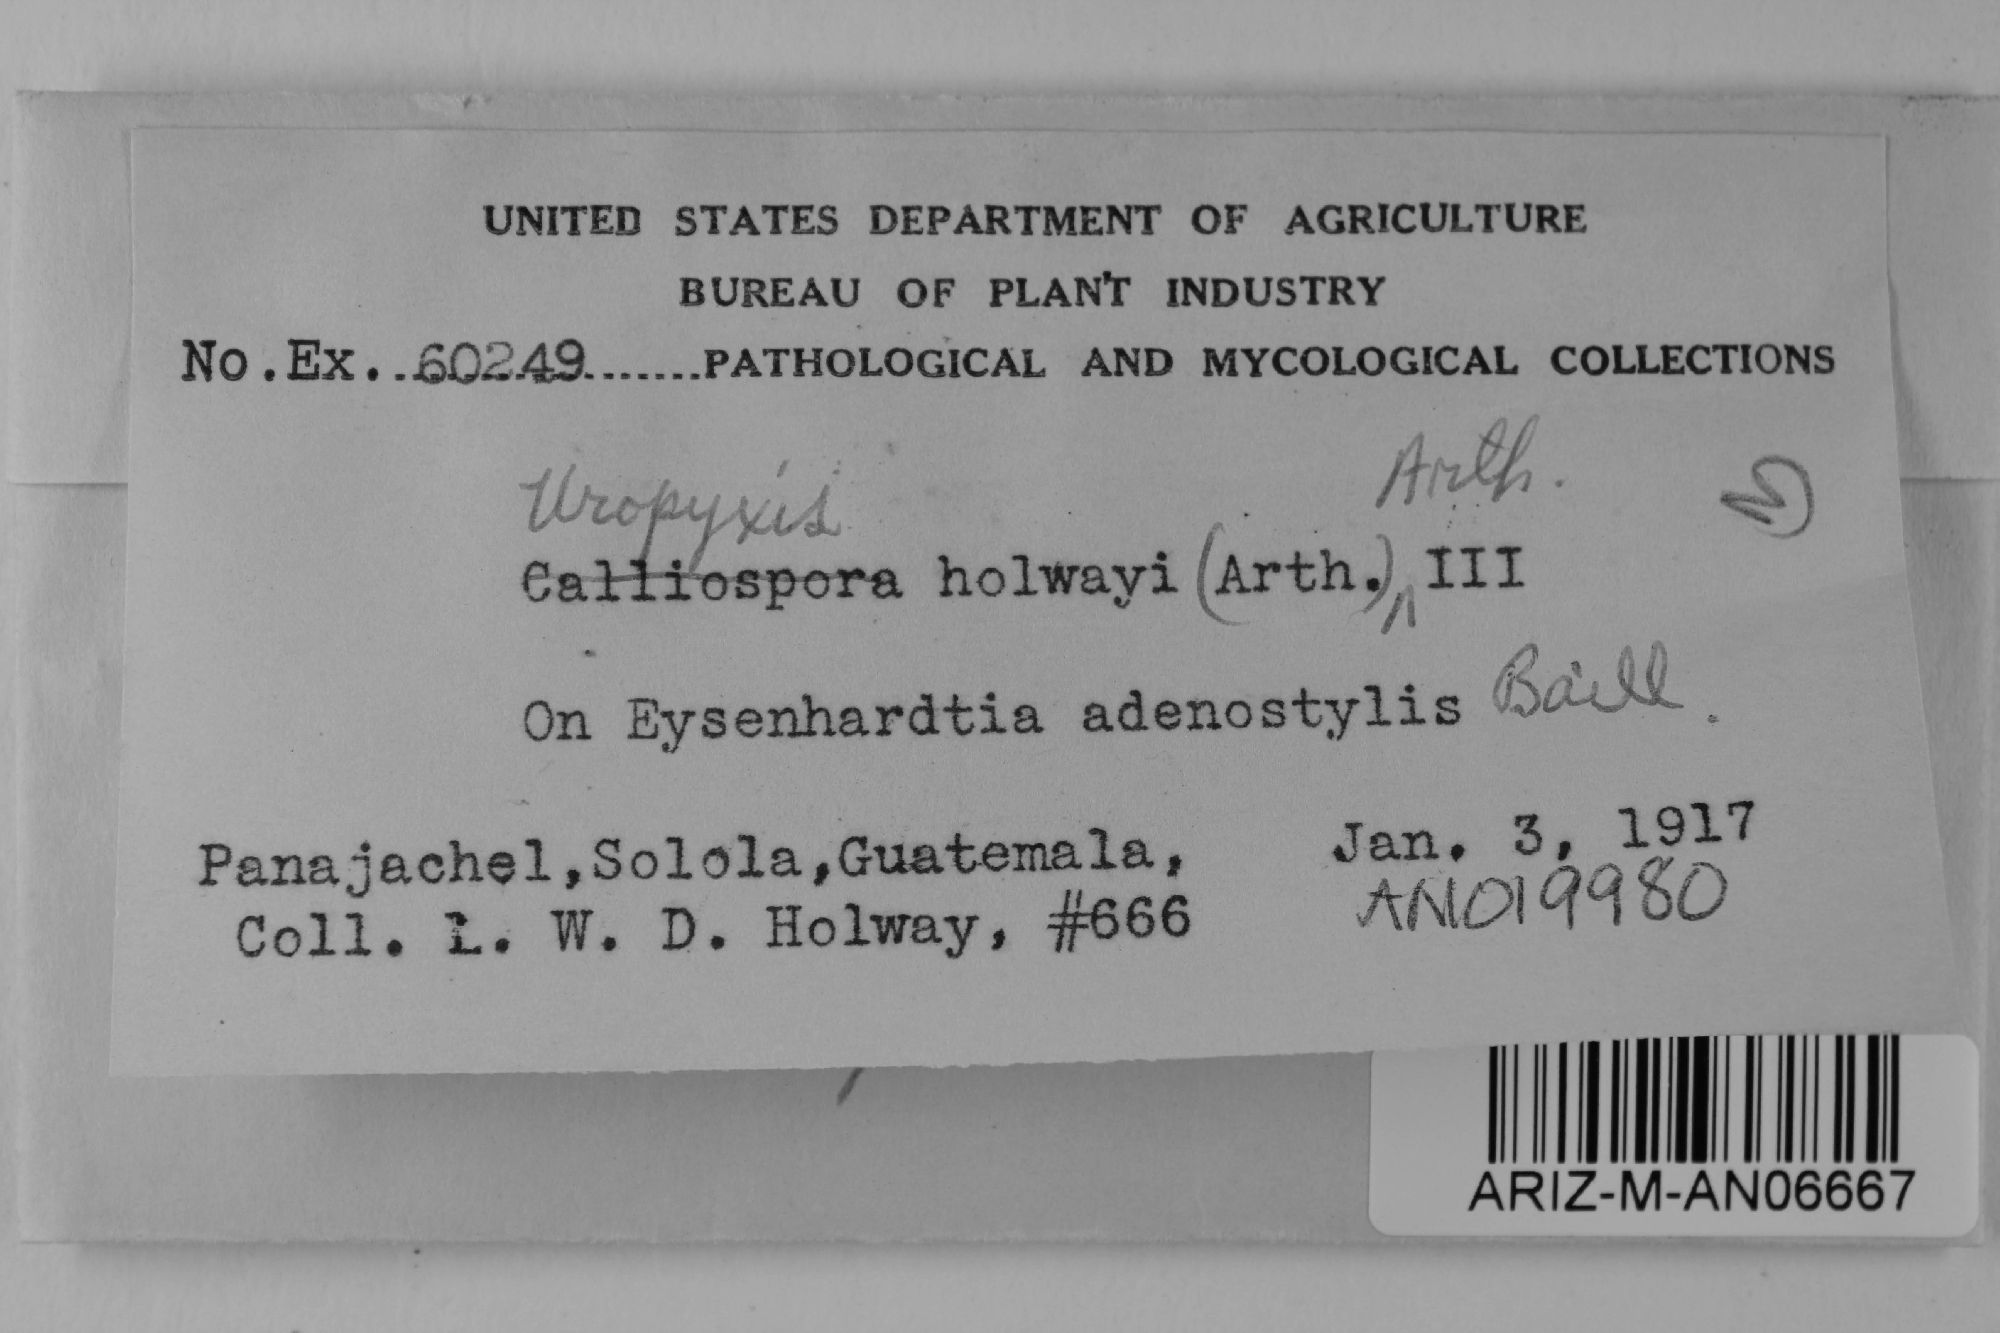 UNITED STATES DEPARTMENT OF AGRICULTURE
BUREAU OF PLANT INDUSTRY
No.Ex..60249.......PATHOLOGICAL AND MYCOLOGICAL COLLECTIONS
Uropyxis Arth.
Calliospora holwayi (Arth.) III
On Eysenhardtia adenostylis Baill.
Panajachel,Solola,Guatemala, Jan. 3, 1917
Coll. L. W. D. Holway, #666 AN019980
ARIZ-M-AN06667